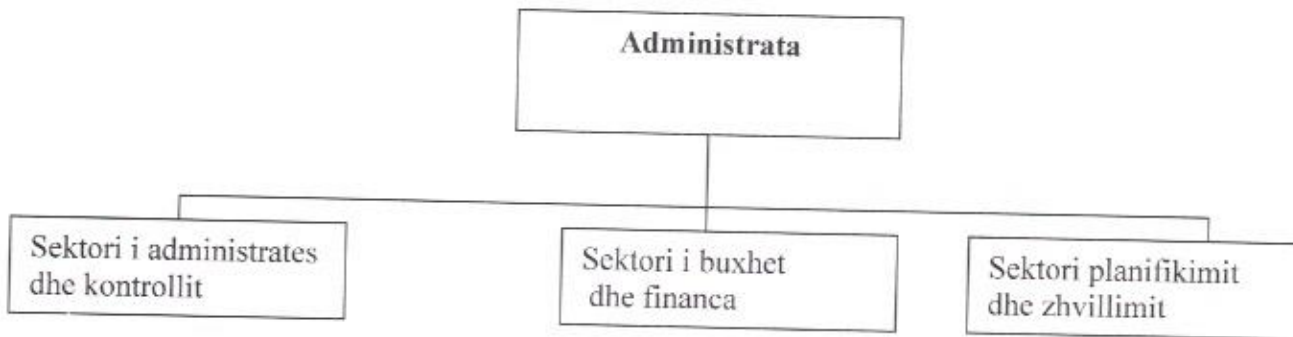 Administrata
Sektori i administrates
dhe kontrollit
Sektori i buxhet
dhe financa
Sektori planifikimit
dhe zhvillimit